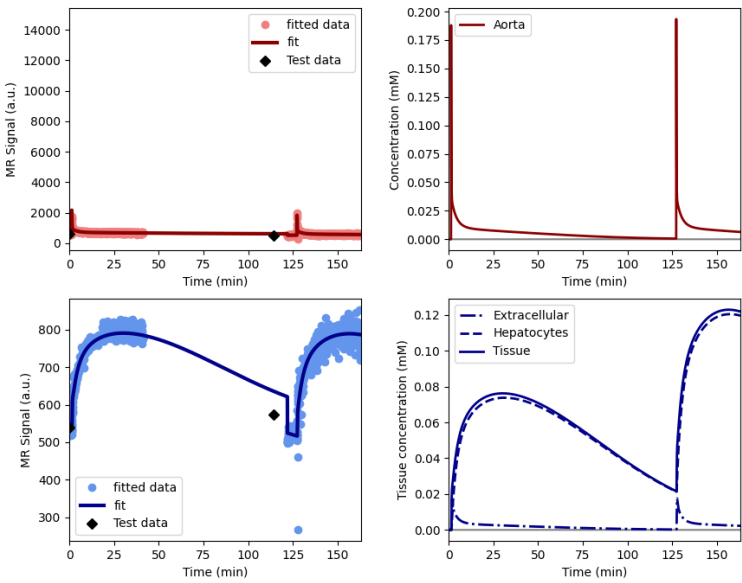 14000
12000
10000
8000
6000
4000
2000
0
MR Signal (a.u.)
fitted data
fit
Test data
0 25 50 75 100 125 150
Time (min)
0.200
0.175
0.150
0.125
0.100
0.075
0.050
0.025
0.000
Concentration (mM)
Aorta
0 25 50 75 100 125 150
Time (min)
800
700
600
500
400
300
MR Signal (a.u.)
fitted data
fit
Test data
0 25 50 75 100 125 150
Time (min)
0.12
0.10
0.08
0.06
0.04
0.02
0.00
Tissue concentration (mM)
Extracellular
Hepatocytes
Tissue
0 25 50 75 100 125 150
Time (min)